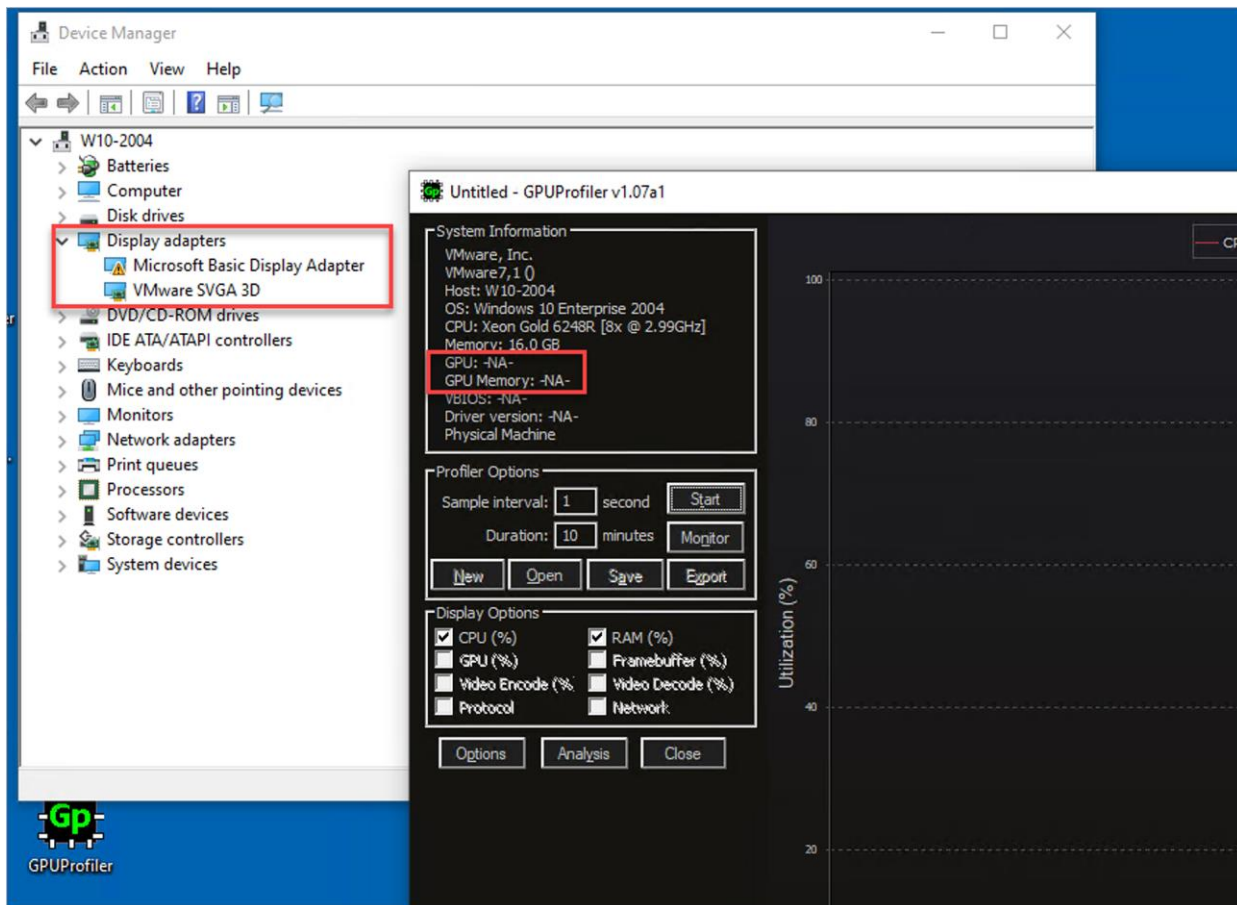 Device Manager
File Action View Help
W10-2004
Batteries
Computer
Disk drives
Display adapters
Microsoft Basic Display Adapter
VMware SVGA 3D
DVD/CD-ROM drives
IDE ATA/ATAPI controllers
Keyboards
Mice and other pointing devices
Monitors
Network adapters
Print queues
Processors
Software devices
Storage controllers
System devices
Gp
GPUProfiler
Gp Untitled - GPUProfiler v1.07a1
System Information
VMware, Inc.
VMware7,1 ()
Host: W10-2004
OS: Windows 10 Enterprise 2004
CPU: Xeon Gold 6248R [8x @ 2.99GHz]
Memory: 16.0 GB
GPU: -NA-
GPU Memory: -NA-
VBIOS: -NA-
Driver version: -NA-
Physical Machine
Profiler Options
Sample interval: 1 second Start
Duration: 10 minutes Monitor
New Open Save Export
Display Options
CPU (%) RAM (%)
GPU (%) Framebuffer (%)
Video Encode (% Video Decode (%)
Protocol Network
Options Analysis Close
100
80
60
40
20
Utilization (%)